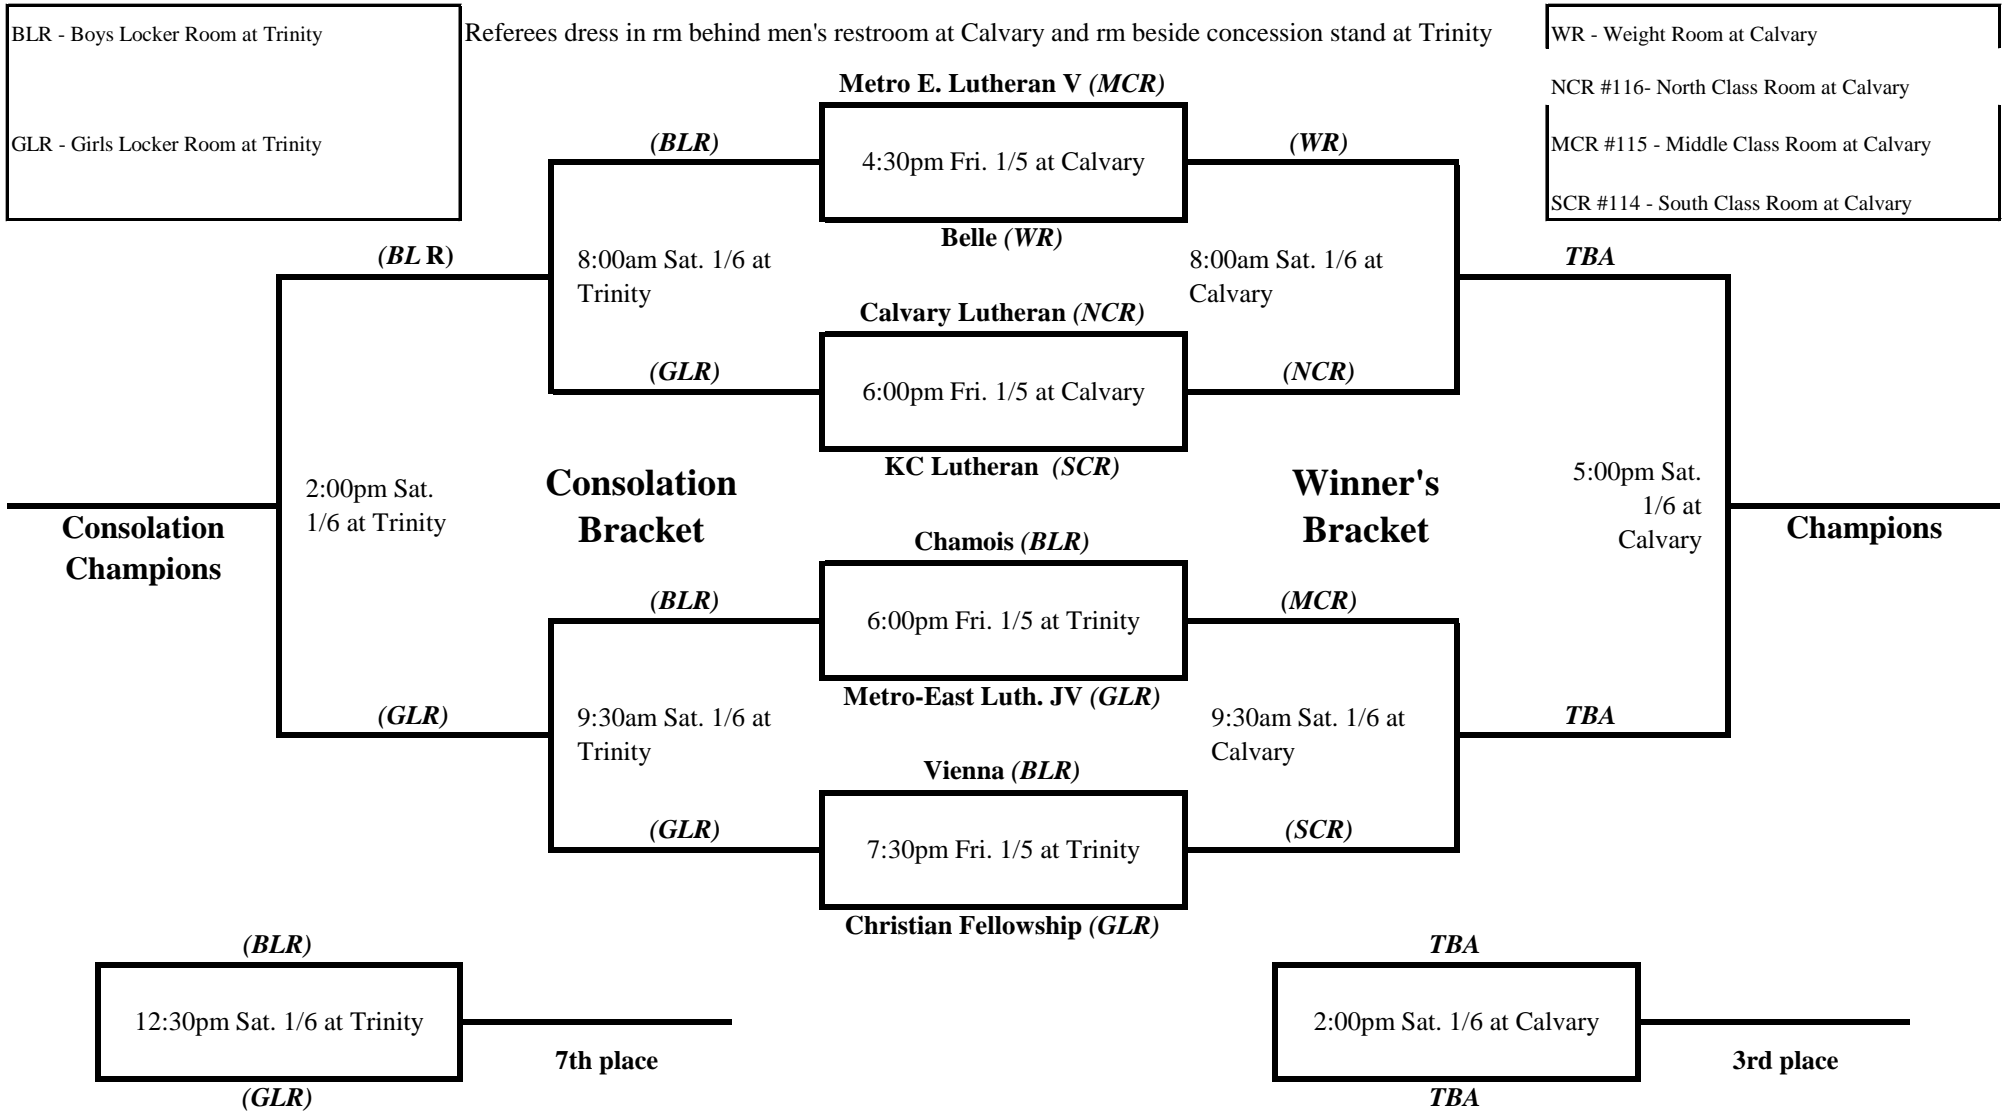 BLR - Boys Locker Room at Trinity
GLR - Girls Locker Room at Trinity
Referees dress in rm behind men's restroom at Calvary and rm beside concession stand at Trinity
WR - Weight Room at Calvary
NCR #116- North Class Room at Calvary
MCR #115 - Middle Class Room at Calvary
SCR #114 - South Class Room at Calvary
Metro E. Lutheran V (MCR)
(BLR)
4:30pm Fri. 1/5 at Calvary
(WR)
Belle (WR)
(BL R)
8:00am Sat. 1/6 at
Trinity
8:00am Sat. 1/6 at
Calvary
TBA
Calvary Lutheran (NCR)
(GLR)
6:00pm Fri. 1/5 at Calvary
(NCR)
KC Lutheran (SCR)
2:00pm Sat.
1/6 at Trinity
Consolation
Bracket
Winner's
Bracket
5:00pm Sat.
1/6 at
Calvary
Consolation
Champions
Champions
Chamois (BLR)
(BLR)
6:00pm Fri. 1/5 at Trinity
(MCR)
Metro-East Luth. JV (GLR)
(GLR)
9:30am Sat. 1/6 at
Trinity
9:30am Sat. 1/6 at
Calvary
TBA
Vienna (BLR)
(GLR)
7:30pm Fri. 1/5 at Trinity
(SCR)
Christian Fellowship (GLR)
(BLR)
12:30pm Sat. 1/6 at Trinity
7th place
(GLR)
TBA
2:00pm Sat. 1/6 at Calvary
3rd place
TBA